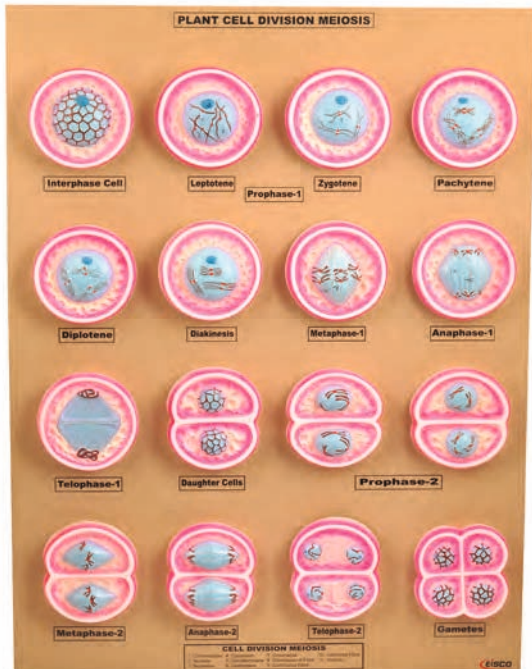 PLANT CELL DIVISION MEIOSIS
Interphase Cell
Leptotene
Zygotene
Pachytene
Prophase-1
Diplotene
Diakinesis
Metaphase-1
Anaphase-1
Telophase-1
Daughter Cells
Prophase-2
Metaphase-2
Anaphase-2
Telophase-2
Gametes
CELL DIVISION MEIOSIS
eisco